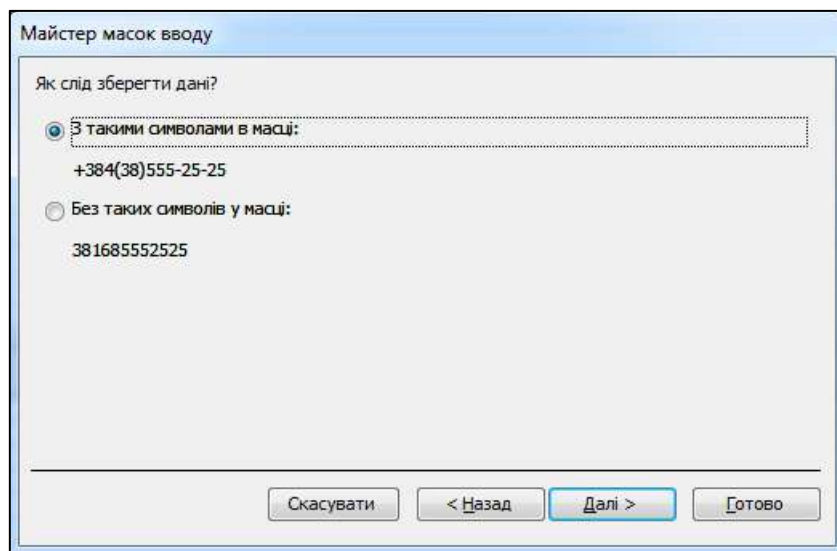 Майстер масок вводу
Як слід зберегти дані?
З такими символами в масці:
+384(38)555-25-25
Без таких символів у масці:
381685552525
Скасувати < Назад Далі > Готово